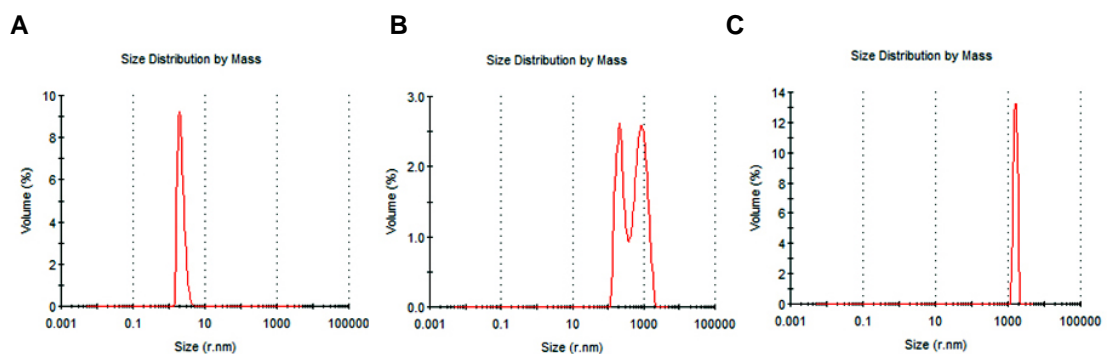 A
Size Distribution by Mass
10
8
6
4
2
0
Volume (%)
0.001 0.1 10 1000 100000
Size (r.nm)
B
Size Distribution by Mass
3.0
2.0
1.0
0.0
Volume (%)
0.001 0.1 10 1000 100000
Size (r.nm)
C
Size Distribution by Mass
14
12
10
8
6
4
2
0
Volume (%)
0.001 0.1 10 1000 100000
Size (r.nm)